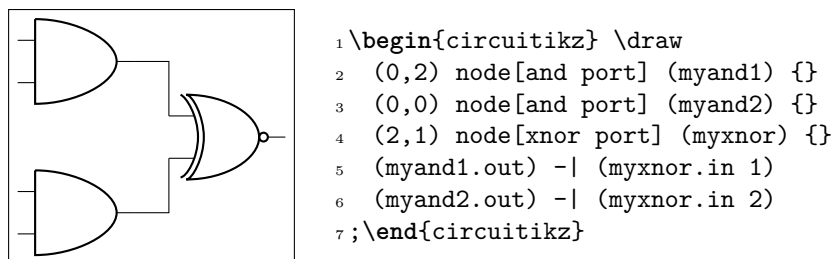 1 \begin{circuitikz} \draw
2   (0,2) node[and port] (myand1) {}
3   (0,0) node[and port] (myand2) {}
4   (2,1) node[xnor port] (myxnor) {}
5   (myand1.out) -| (myxnor.in 1)
6   (myand2.out) -| (myxnor.in 2)
7 ;\end{circuitikz}